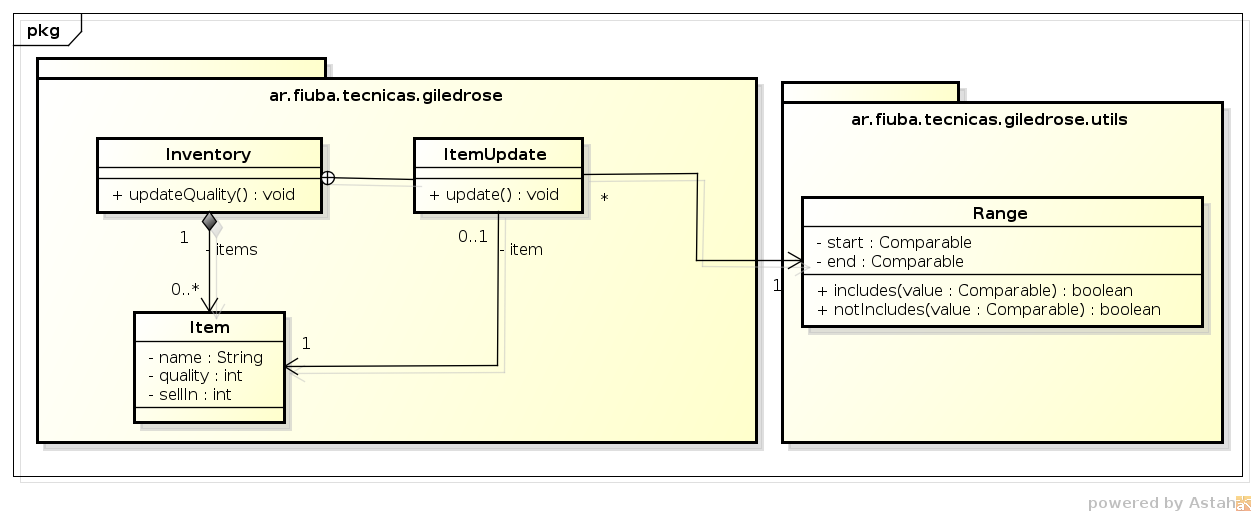 pkg
ar.fiuba.tecnicas.giledrose
Inventory
+ updateQuality() : void
ItemUpdate
+ update() : void
1
- items
0..*
0..1
- item
1
Item
- name : String
- quality : int
- sellIn : int
*
1
ar.fiuba.tecnicas.giledrose.utils
Range
- start : Comparable
- end : Comparable
+ includes(value : Comparable) : boolean
+ notIncludes(value : Comparable) : boolean
powered by Astah